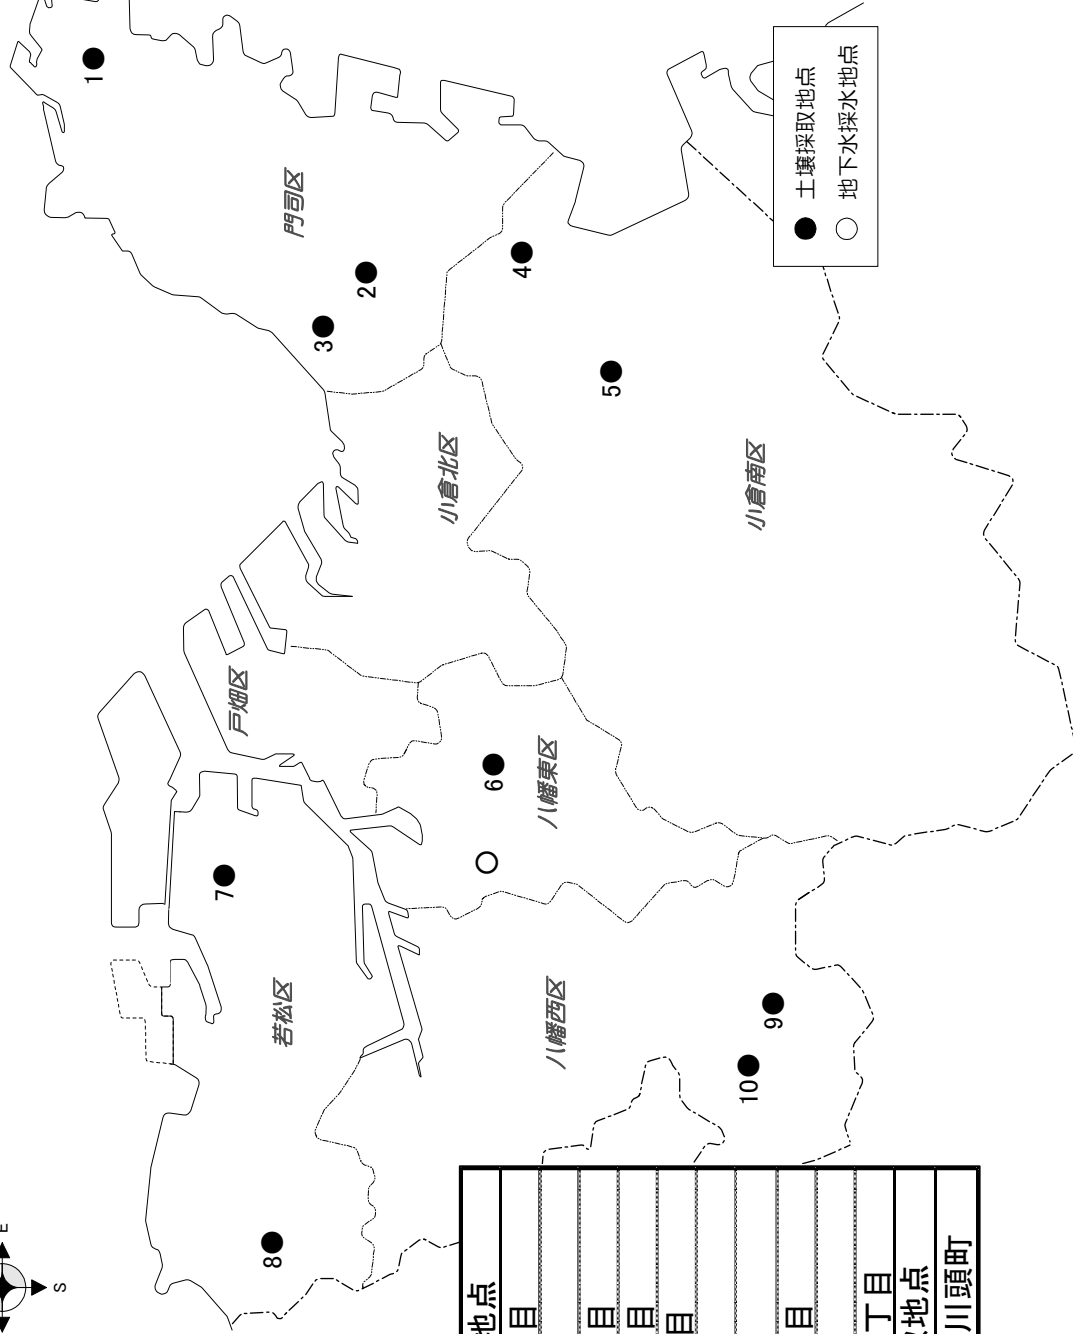 1
門司区
2
3
4
5
小倉北区
小倉南区
戸畑区
6
八幡東区
7
若松区
八幡西区
9
10
8
E
S
土壌採取地点
地下水採水地点
地点
目
目
目
目
目
丁目
地点
川頭町